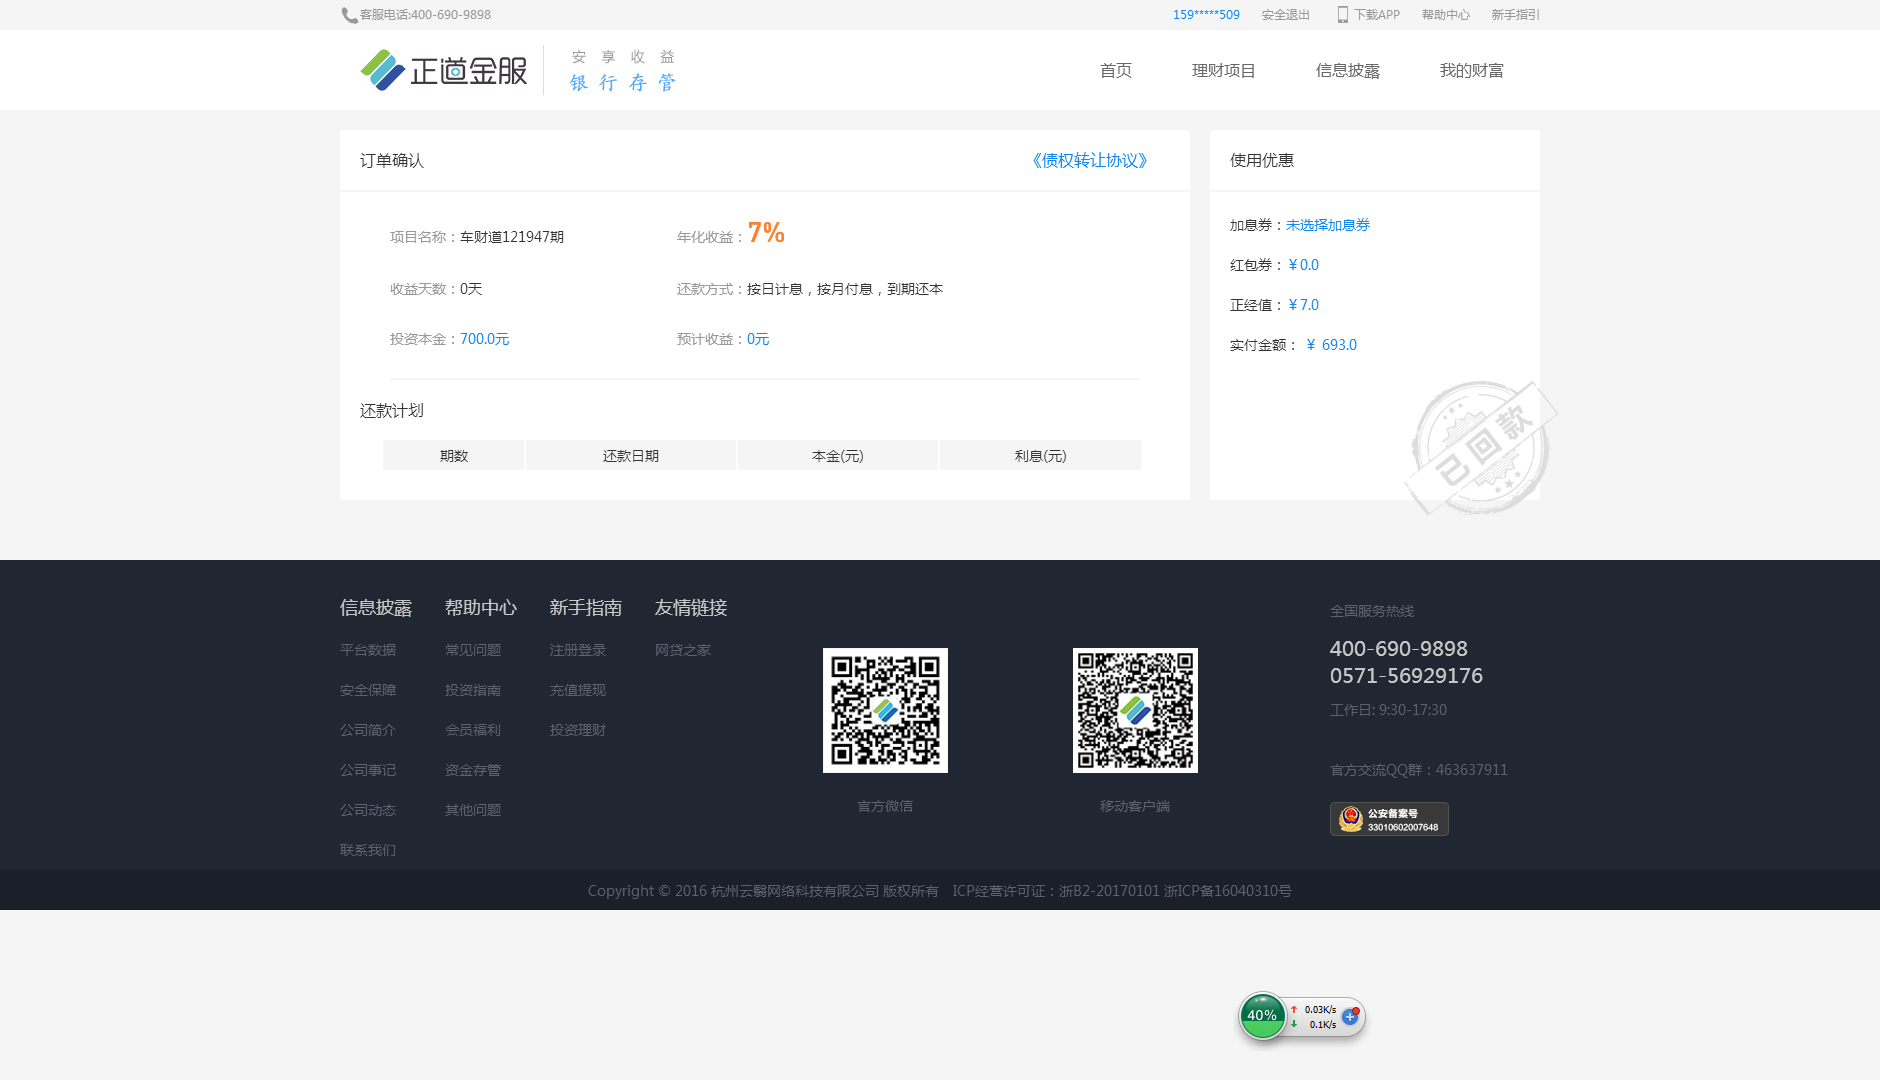 客服电话:400-690-9898
159*****509 安全退出 下载APP 帮助中心 新手指引
正道金服
安享收益
银行存管
首页 理财项目 信息披露 我的财富
订单确认 《债权转让协议》
项目名称：车财道121947期 年化收益：7%
收益天数：0天 还款方式：按日计息，按月付息，到期还本
投资本金：700.0元 预计收益：0元
还款计划
期数 还款日期 本金(元) 利息(元)
使用优惠
加息券：未选择加息券
红包券：￥0.0
正经值：￥7.0
实付金额：￥ 693.0
已回款
信息披露 帮助中心 新手指南 友情链接
平台数据 常见问题 注册登录 网贷之家
安全保障 投资指南 充值提现
公司简介 会员福利 投资理财
公司事记 资金存管
公司动态 其他问题
联系我们
官方微信 移动客户端
全国服务热线
400-690-9898
0571-56929176
工作日: 9:30-17:30
官方交流QQ群：463637911
公安备案号
33010602007648
Copyright © 2016 杭州云翳网络科技有限公司 版权所有 ICP经营许可证：浙B2-20170101 浙ICP备16040310号
40% 0.03K/s
0.1K/s